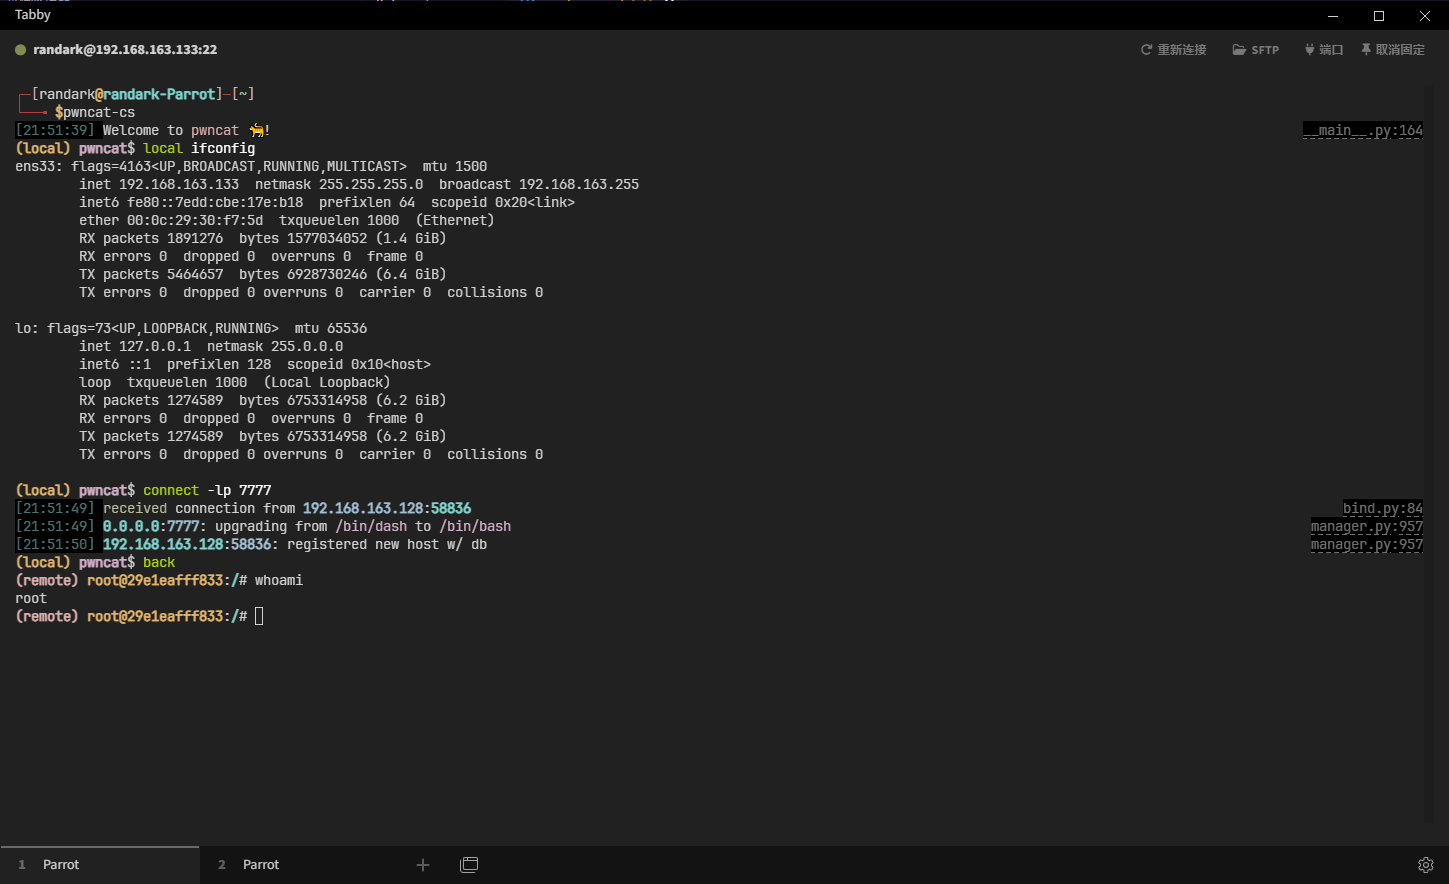 Tabby
randark@192.168.163.133:22
重新连接 SFTP 端口 取消固定
┌─[randark@randark-Parrot]─[~]
└──╼ $pwncat-cs
[21:51:39] Welcome to pwncat 🐈! __main__.py:164
(local) pwncat$ local ifconfig
ens33: flags=4163<UP,BROADCAST,RUNNING,MULTICAST>  mtu 1500
        inet 192.168.163.133  netmask 255.255.255.0  broadcast 192.168.163.255
        inet6 fe80::7edd:cbe:17e:b18  prefixlen 64  scopeid 0x20<link>
        ether 00:0c:29:30:f7:5d  txqueuelen 1000  (Ethernet)
        RX packets 1891276  bytes 1577034052 (1.4 GiB)
        RX errors 0  dropped 0  overruns 0  frame 0
        TX packets 5464657  bytes 6928730246 (6.4 GiB)
        TX errors 0  dropped 0 overruns 0  carrier 0  collisions 0
lo: flags=73<UP,LOOPBACK,RUNNING>  mtu 65536
        inet 127.0.0.1  netmask 255.0.0.0
        inet6 ::1  prefixlen 128  scopeid 0x10<host>
        loop  txqueuelen 1000  (Local Loopback)
        RX packets 1274589  bytes 6753314958 (6.2 GiB)
        RX errors 0  dropped 0  overruns 0  frame 0
        TX packets 1274589  bytes 6753314958 (6.2 GiB)
        TX errors 0  dropped 0 overruns 0  carrier 0  collisions 0
(local) pwncat$ connect -lp 7777
[21:51:49] received connection from 192.168.163.128:58836 bind.py:84
[21:51:49] 0.0.0.0:7777: upgrading from /bin/dash to /bin/bash manager.py:957
[21:51:50] 192.168.163.128:58836: registered new host w/ db manager.py:957
(local) pwncat$ back
(remote) root@29e1eafff833:/# whoami
root
(remote) root@29e1eafff833:/#
1 Parrot 2 Parrot